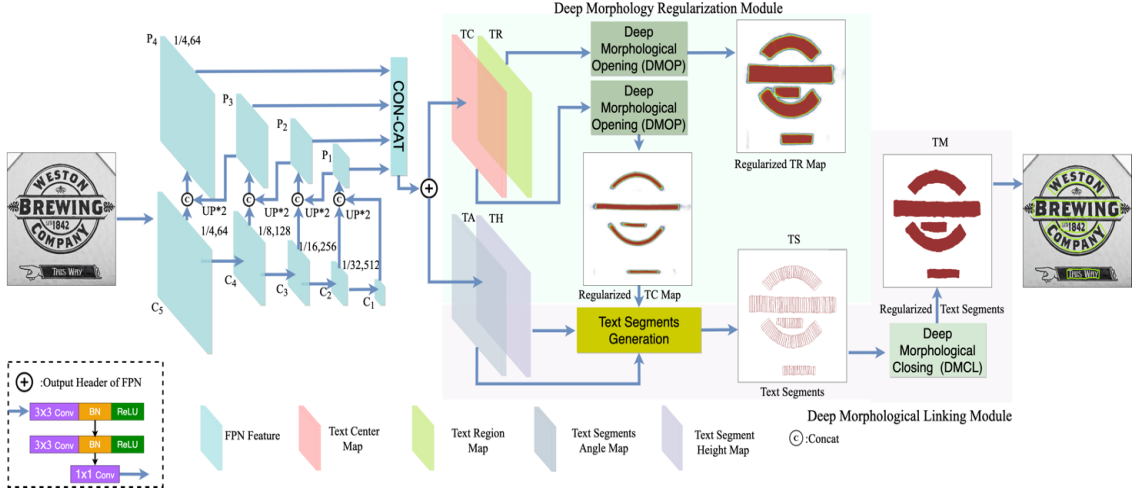 Deep Morphology Regularization Module
P4
1/4,64
P3
P2
P1
CON-CAT
TC
TR
Deep
Morphological
Opening (DMOP)
Deep
Morphological
Opening (DMOP)
Regularized TR Map
WESTON
BREWING
1842
COMPANY
THIS WAY
C
C
C
C
UP*2
UP*2
UP*2
UP*2
1/4,64
1/8,128
1/16,256
1/32,512
C5
C4
C3
C2
C1
TA
TH
Regularized
TC Map
Text Segments
Generation
TS
Text Segments
TM
Regularized
Text Segments
Deep
Morphological
Closing (DMCL)
WESTON
BREWING
1842
COMPANY
THIS WAY
Deep Morphological Linking Module
:Output Header of FPN
3x3 Conv
BN
ReLU
3x3 Conv
BN
ReLU
1x1 Conv
FPN Feature
Text Center
Map
Text Region
Map
Text Segments
Angle Map
Text Segment
Height Map
C
:Concat